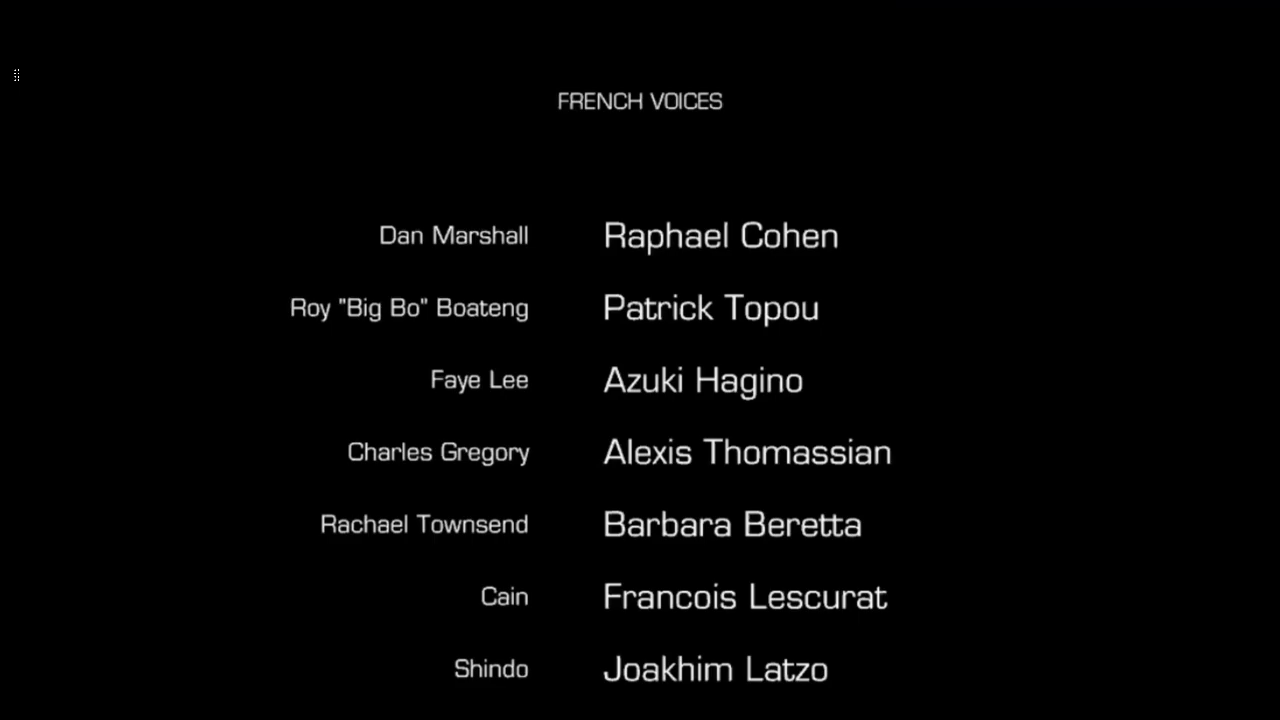 FRENCH VOICES
Dan Marshall Raphael Cohen
Roy "Big Bo" Boateng Patrick Topou
Faye Lee Azuki Hagino
Charles Gregory Alexis Thomassian
Rachael Townsend Barbara Beretta
Cain Francois Lescurat
Shindo Joakhim Latzo